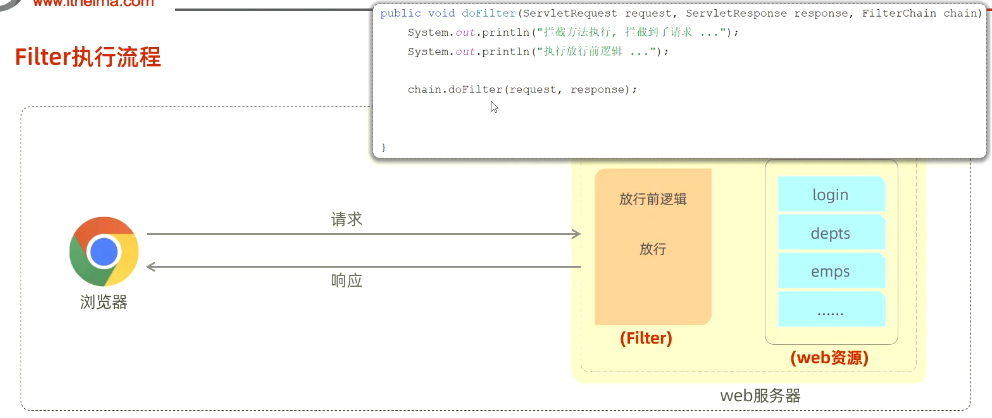 www.itheima.com
public void doFilter(ServletRequest request, ServletResponse response, FilterChain chain)
System.out.println("拦截方法执行, 拦截到了请求 ...");
System.out.println("执行放行前逻辑 ...");
chain.doFilter(request, response);
}
Filter执行流程
浏览器
请求
响应
放行前逻辑
放行
(Filter)
login
depts
emps
......
(web资源)
web服务器